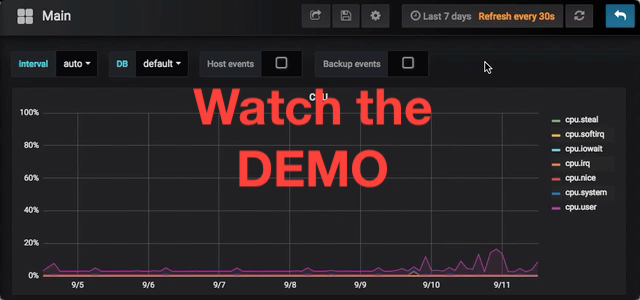 Main
Last 7 days Refresh every 30s
Interval auto DB default Host events Backup events
CPU
Watch the
DEMO
100%
80%
60%
40%
20%
0%
9/5 9/6 9/7 9/8 9/9 9/10 9/11
cpu.steal
cpu.softirq
cpu.iowait
cpu.irq
cpu.nice
cpu.system
cpu.user